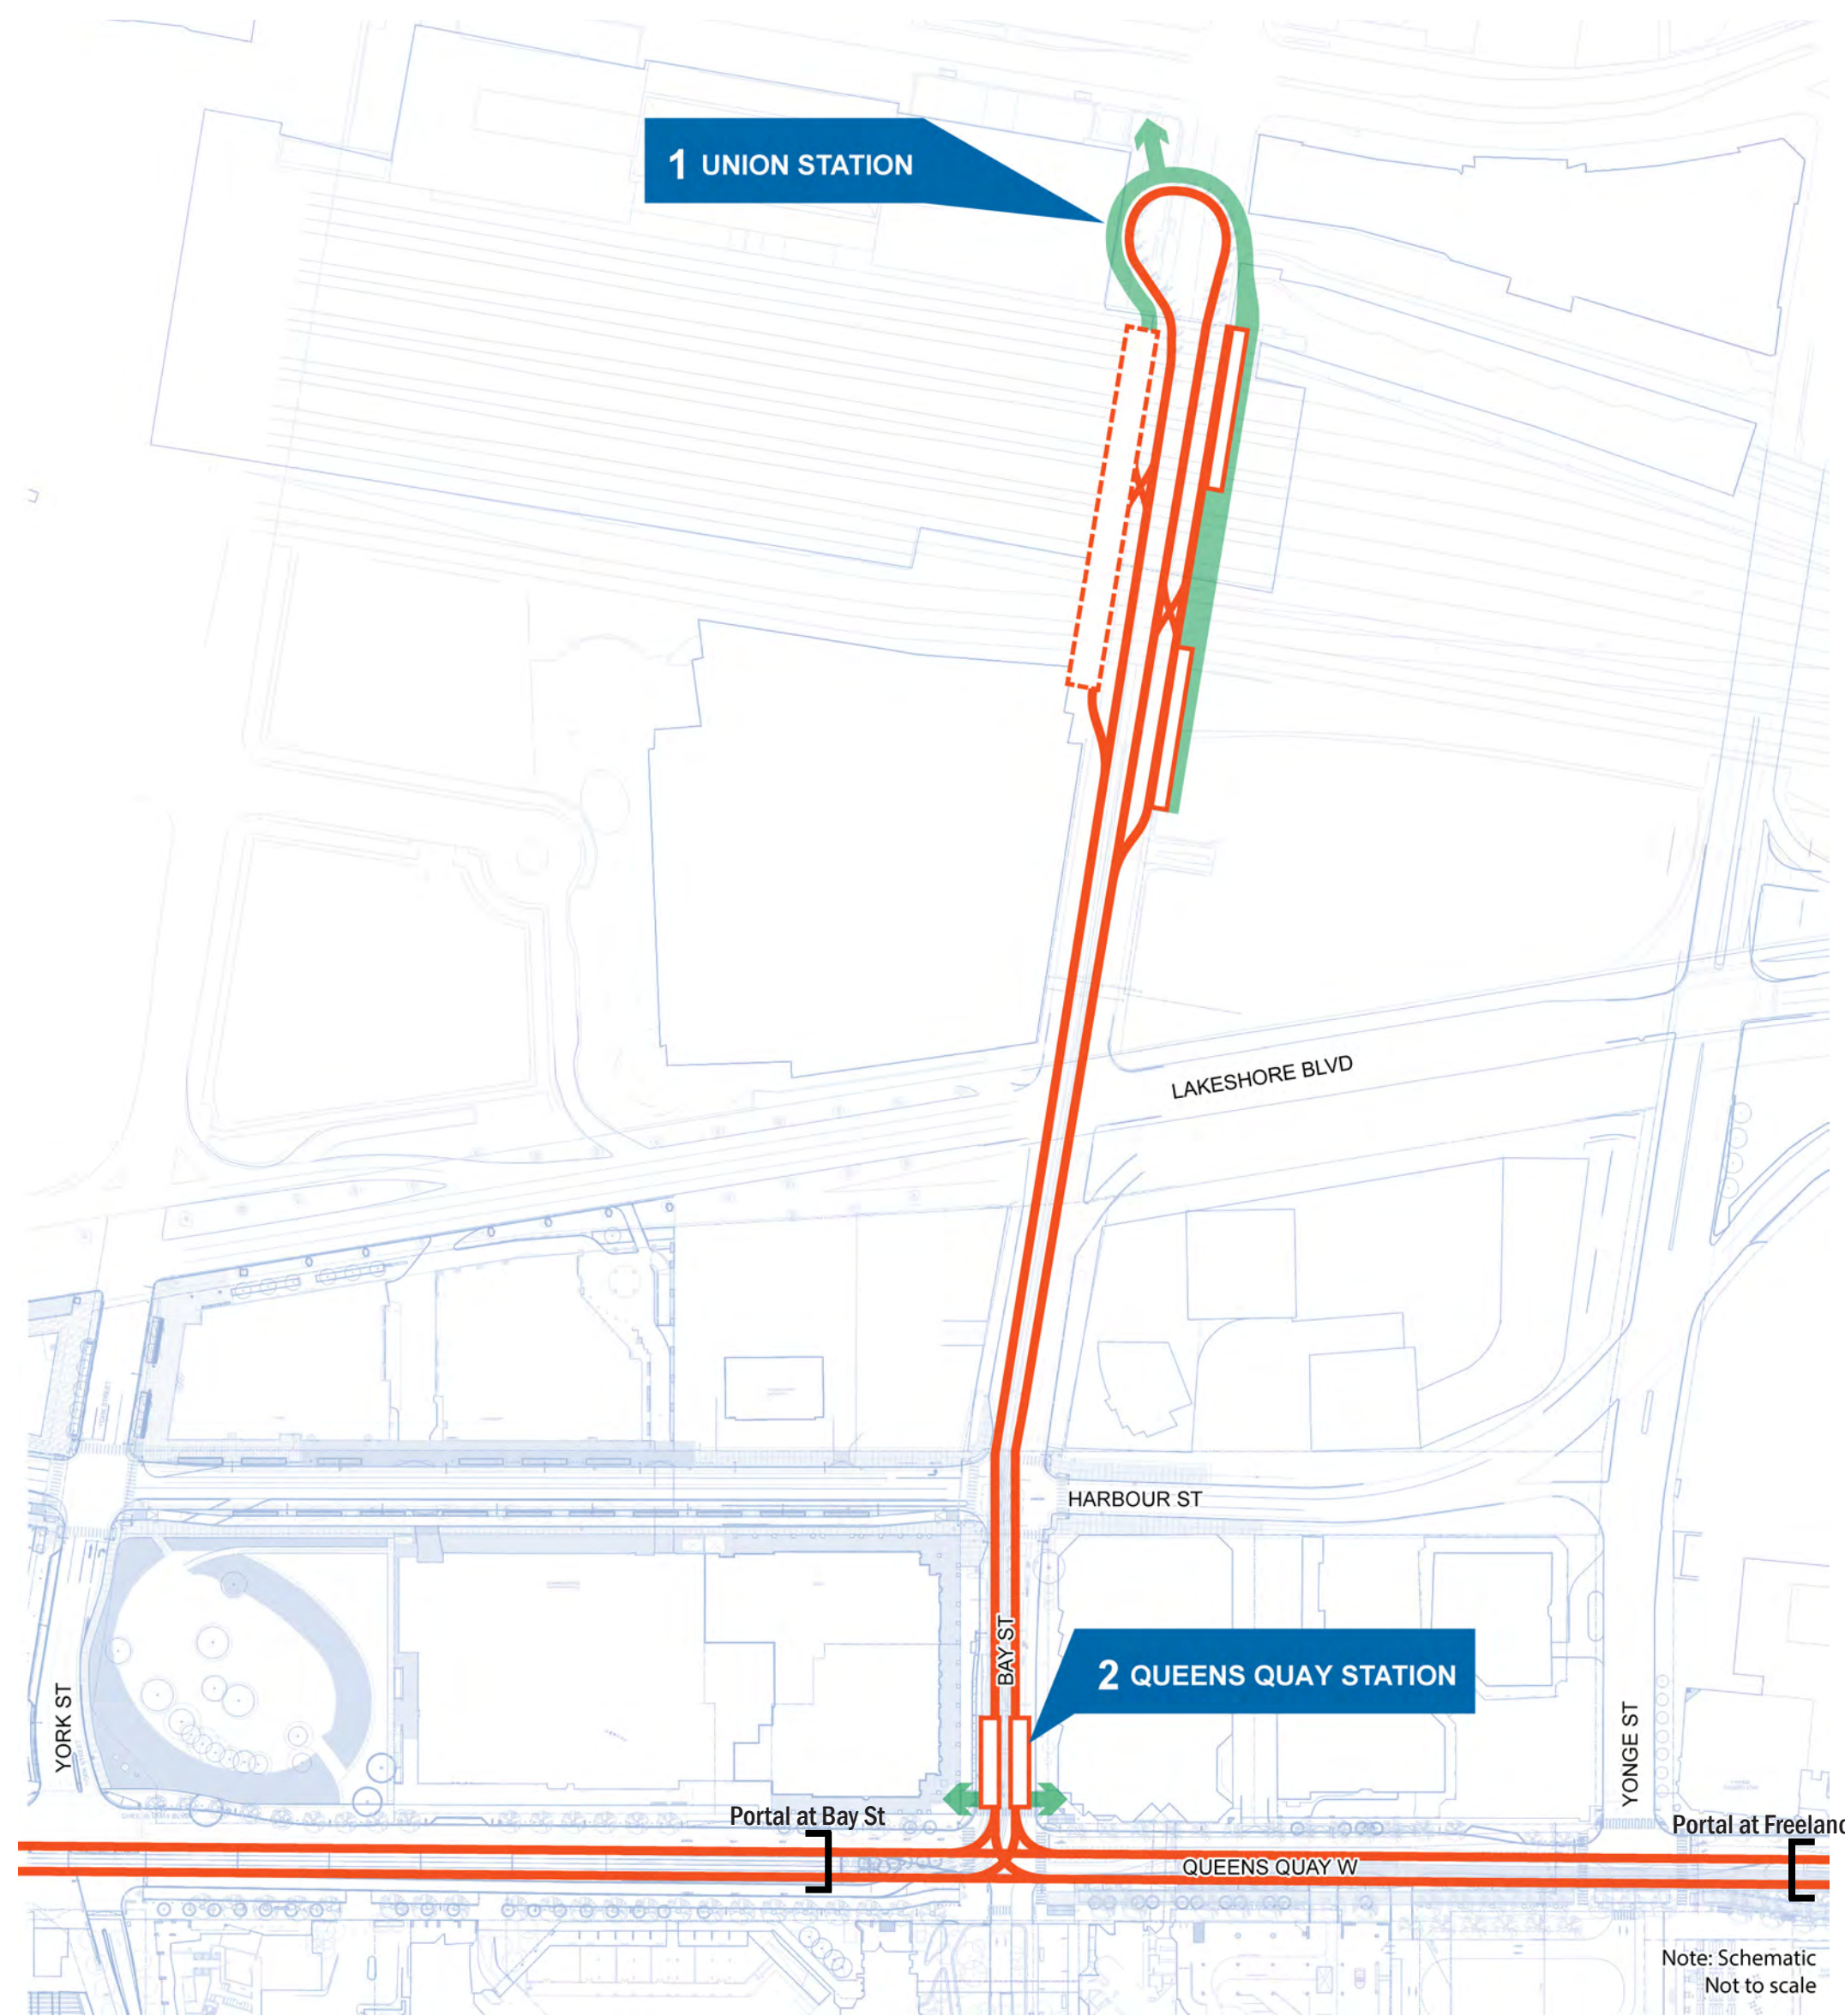 1 UNION STATION
LAKESHORE BLVD
HARBOUR ST
BAY ST
2 QUEENS QUAY STATION
YORK ST
YONGE ST
Portal at Bay St
Portal at Freeland
QUEENS QUAY W
Note: Schematic
Not to scale